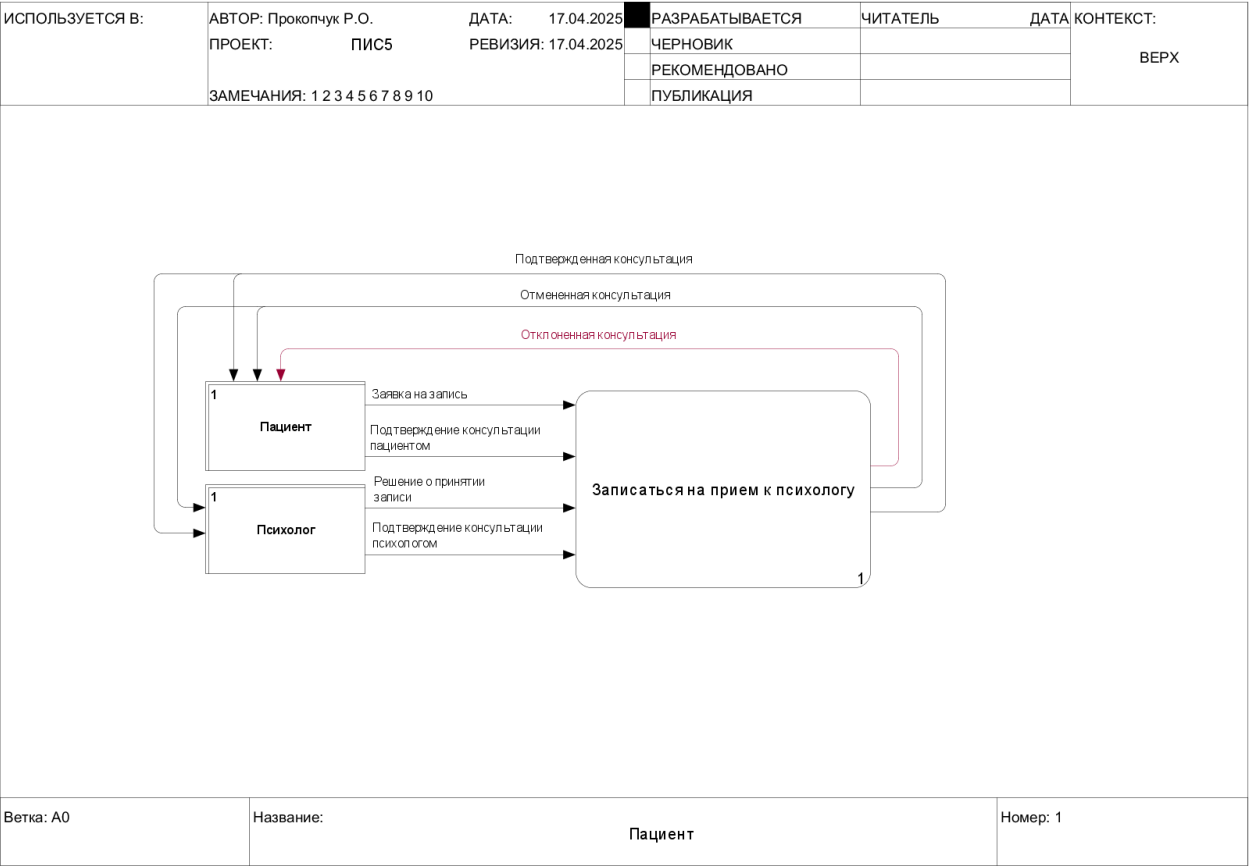 ИСПОЛЬЗУЕТСЯ В:
АВТОР: Прокопчук Р.О.
ДАТА: 17.04.2025
ПРОЕКТ: ПИС5
РЕВИЗИЯ: 17.04.2025
ЗАМЕЧАНИЯ: 1 2 3 4 5 6 7 8 9 10
РАЗРАБАТЫВАЕТСЯ
ЧЕРНОВИК
РЕКОМЕНДОВАНО
ПУБЛИКАЦИЯ
ЧИТАТЕЛЬ
ДАТА
КОНТЕКСТ:
ВЕРХ
Подтвержденная консультация
Отмененная консультация
Отклоненная консультация
1
Пациент
Заявка на запись
Подтверждение консультации
пациентом
1
Психолог
Решение о принятии
записи
Подтверждение консультации
психологом
Записаться на прием к психологу
1
Ветка: A0
Название:
Пациент
Номер: 1